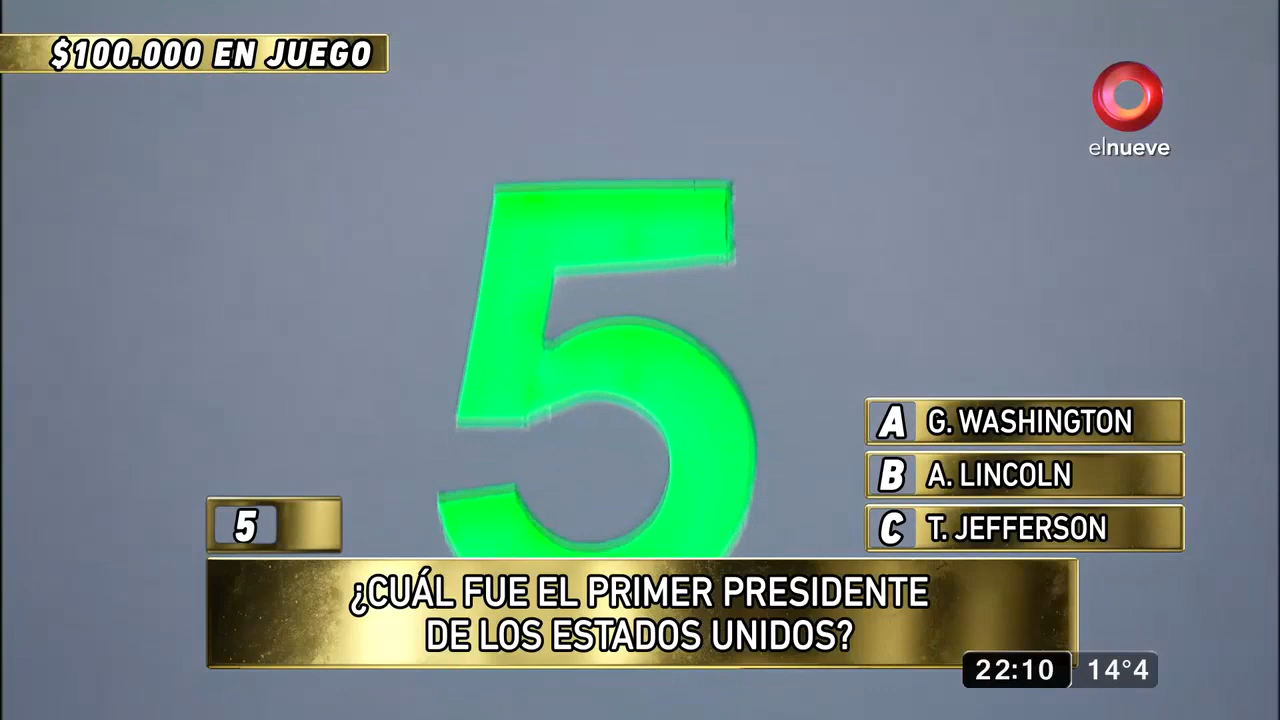 $100.000 EN JUEGO
elnueve
5
A G. WASHINGTON
B A. LINCOLN
C T. JEFFERSON
5
¿CUÁL FUE EL PRIMER PRESIDENTE
DE LOS ESTADOS UNIDOS?
22:10 14°4